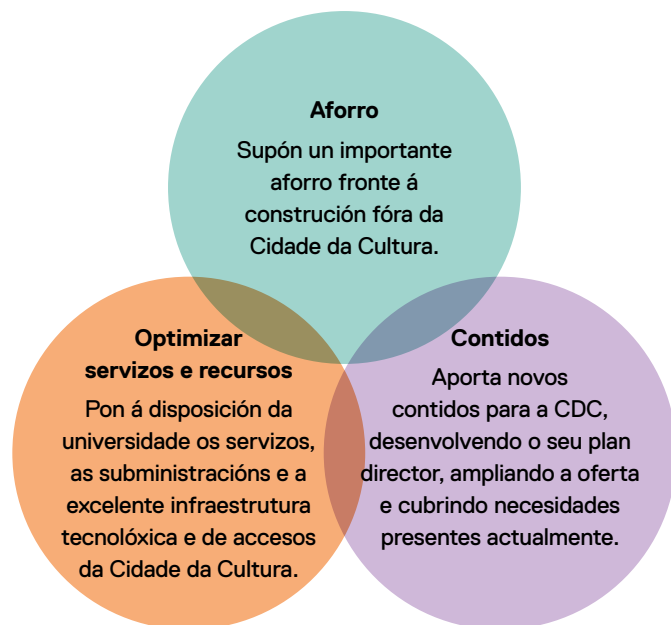 Aforro
Supón un importante
aforro fronte á
construción fóra da
Cidade da Cultura.
Optimizar
servizos e recursos
Pon á disposición da
universidade os servizos,
as subministracións e a
excelente infraestrutura
tecnolóxica e de accesos
da Cidade da Cultura.
Contidos
Aporta novos
contidos para a CDC,
desenvolvendo o seu plan
director, ampliando a oferta
e cubrindo necesidades
presentes actualmente.